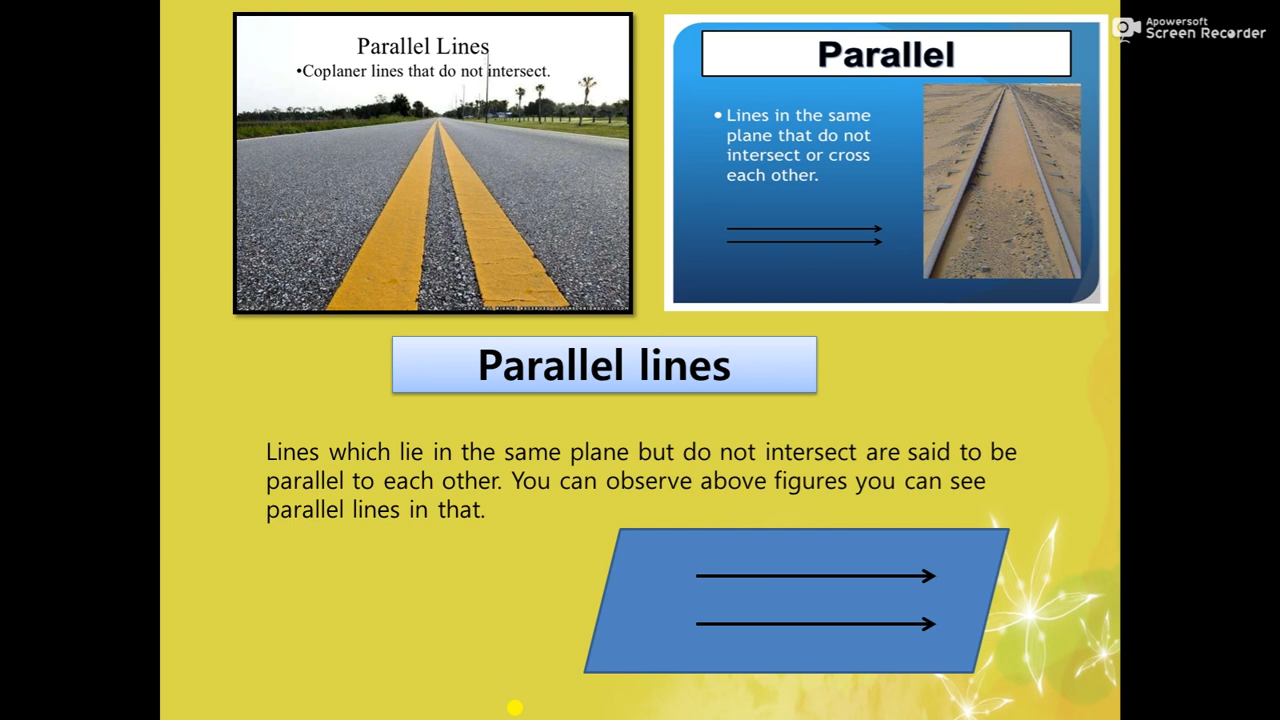 Parallel Lines
•Coplaner lines that do not intersect.
Parallel
• Lines in the same
plane that do not
intersect or cross
each other.
Apowersoft
Screen Recorder
Parallel lines
Lines which lie in the same plane but do not intersect are said to be
parallel to each other. You can observe above figures you can see
parallel lines in that.